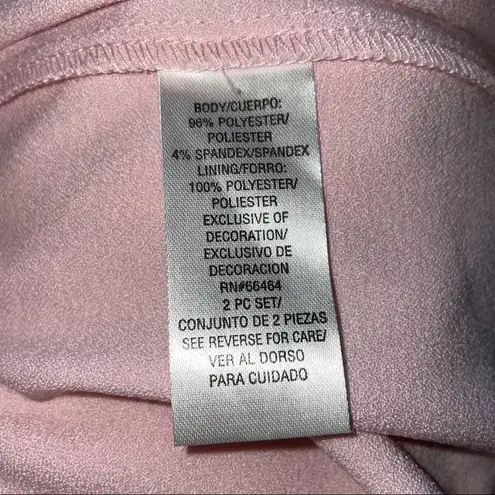 BODY/CUERPO:
96% POLYESTER/
POLIESTER
4% SPANDEX/SPANDEX
LINING/FORRO:
100% POLYESTER/
POLIESTER
EXCLUSIVE OF
DECORATION/
EXCLUSIVO DE
DECORACION
RN#66464
2 PC SET/
CONJUNTO DE 2 PIEZAS
SEE REVERSE FOR CARE/
VER AL DORSO
PARA CUIDADO